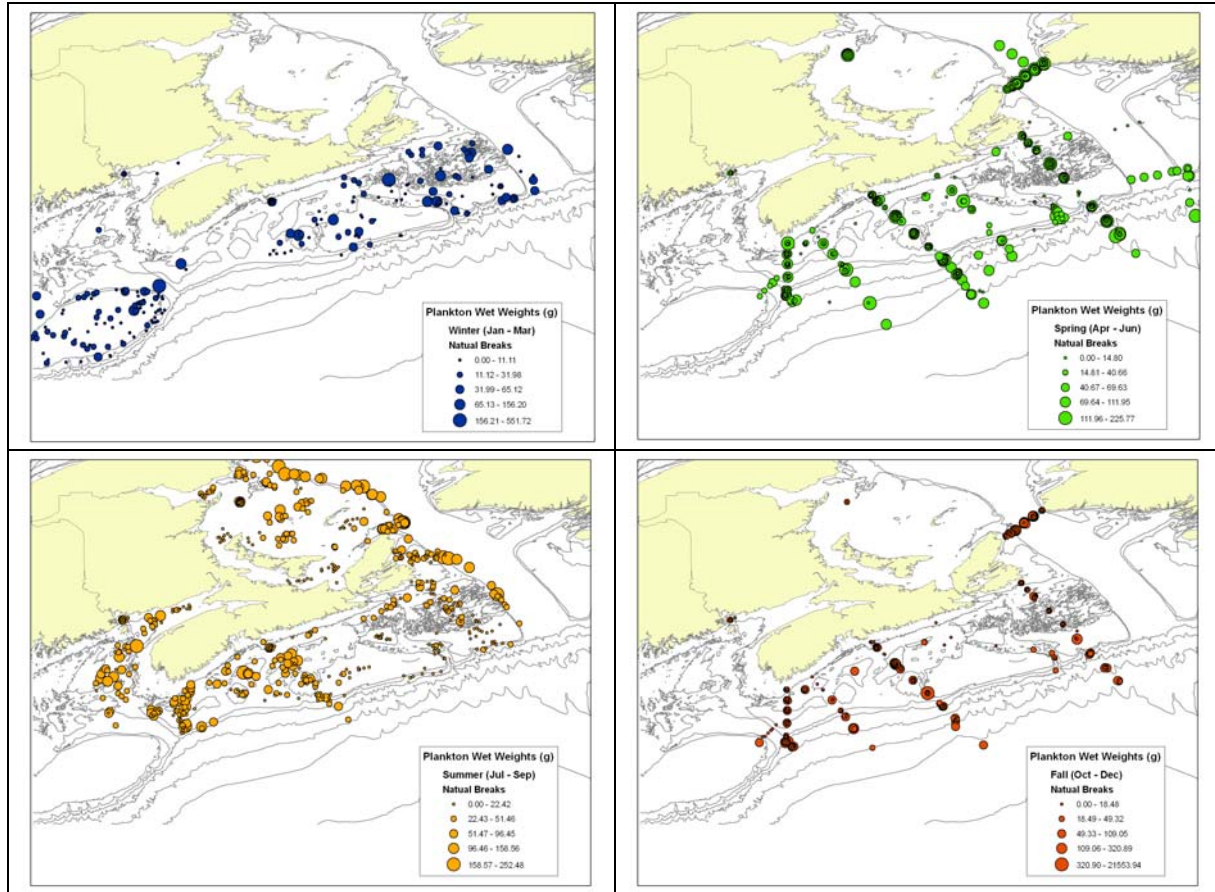 Plankton Wet Weights (g)
Winter (Jan - Mar)
Natual Breaks
0.00 - 11.11
11.12 - 31.98
31.99 - 65.12
65.13 - 156.20
156.21 - 551.72
Plankton Wet Weights (g)
Spring (Apr - Jun)
Natual Breaks
0.00 - 14.80
14.81 - 40.66
40.67 - 69.63
69.64 - 111.95
111.96 - 225.77
Plankton Wet Weights (g)
Summer (Jul - Sep)
Natual Breaks
0.00 - 22.42
22.43 - 51.46
51.47 - 96.45
96.46 - 158.56
158.57 - 252.48
Plankton Wet Weights (g)
Fall (Oct - Dec)
Natual Breaks
0.00 - 18.48
18.49 - 49.32
49.33 - 109.05
109.06 - 320.89
320.90 - 21553.94